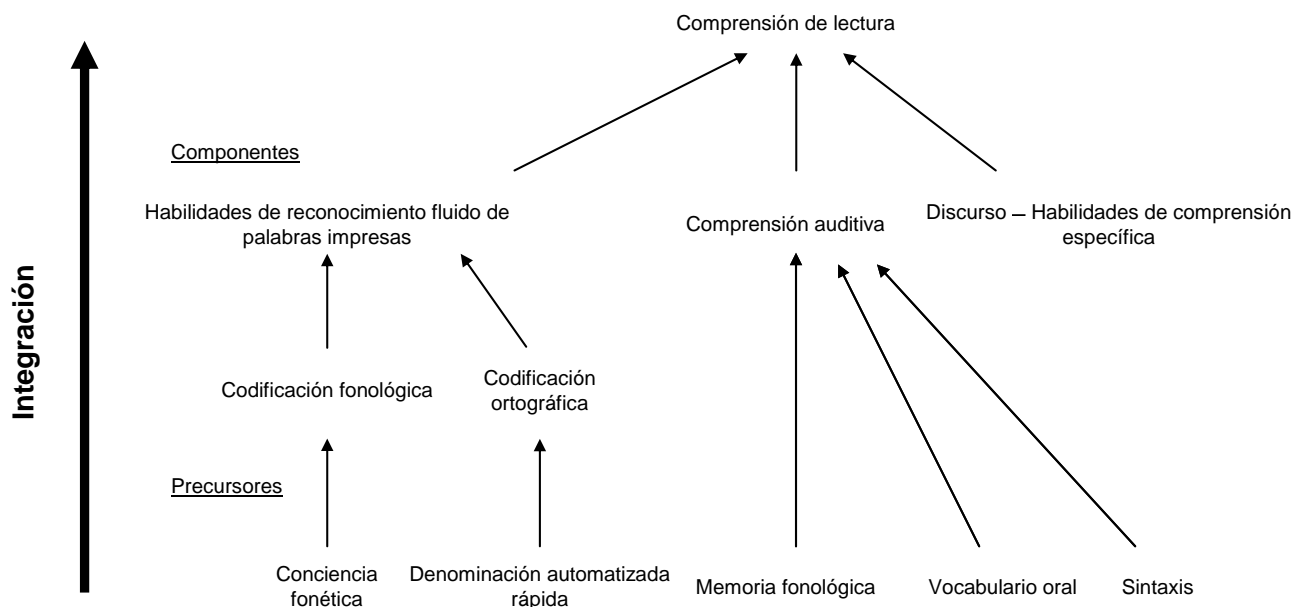 Comprensión de lectura
Componentes
Habilidades de reconocimiento fluido de
palabras impresas
Comprensión auditiva
Discurso – Habilidades de comprensión
específica
Integración
Codificación fonológica
Codificación
ortográfica
Precursores
Conciencia
fonética
Denominación automatizada
rápida
Memoria fonológica
Vocabulario oral
Sintaxis